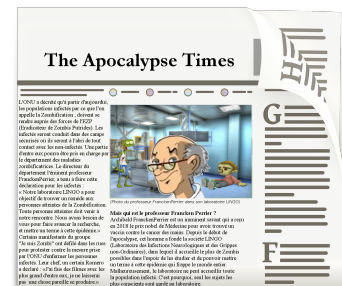 The Apocalypse Times
L'ONU a décrété qu'à partir d'aujourdui,
les populations infectés par ce que l'on
appelle la Zombification , doivent se
rendre auprès des forces de l'EZP
(Eradicateur de Zombis Putrides). Les
infectés seront conduit dans des camps
sécurisés où ils seront à l'abri de tout
contact avec les non-infectés. Une partie
d'entre eux pourra être pris en charge par
le département des maladies
zombificatrices. Le directeur du
département l'éminent professeur
FranckenPerrier, a tenu à faire cette
déclaration pour les infectés :
« Notre laboratoire LINGO a pour
objectif de trouver un remède aux
personnes atteintes de la Zombification.
Toute personne atteintes doit venir à
notre rencontre. Nous avons besoin de
vous pour faire avancer la recherche,
et mettre un terme à cette épidémie.»
Certains manifestants du groupe
"Je suis Zombi" ont défilé dans les rues
pour protester contre la mesure prise
par l'ONU d'enfermer les personnes
infectés. Leur chef, un certain Romero
a déclaré : «J'ai fais des filmes avec les
plus grand d'entre eux, je ne laisserai
pas une chose pareille se produire.»
(Photo du professeur FranckenPerrier dans son laboratoire LINGO)
Mais qui est le professeur Francken Perrier ?
Archibald FranckenPerrier est un imminent savant qui a reçu
en 2018 le prix nobel de Médecine pour avoir trouvé un
vaccin contre le cancer des mains. Depuis le début de
l'apocalypse, cet homme a fondé la société LINGO
(Laboratoire des Infections Neurologiques et des Grippes
non-Ordinaires), dans lequel il accueille le plus de Zombis
possibles dans l'espoir de les étudier et de pouvoir mettre
un terme à cette épidémie qui frappe le monde entier.
Malheureusement, le laboratoire ne peut accueillir toute
la population infecté. C'est pourquoi, seul les sujets les
plus conscients sont gardé au laboratoire.
H
G
F